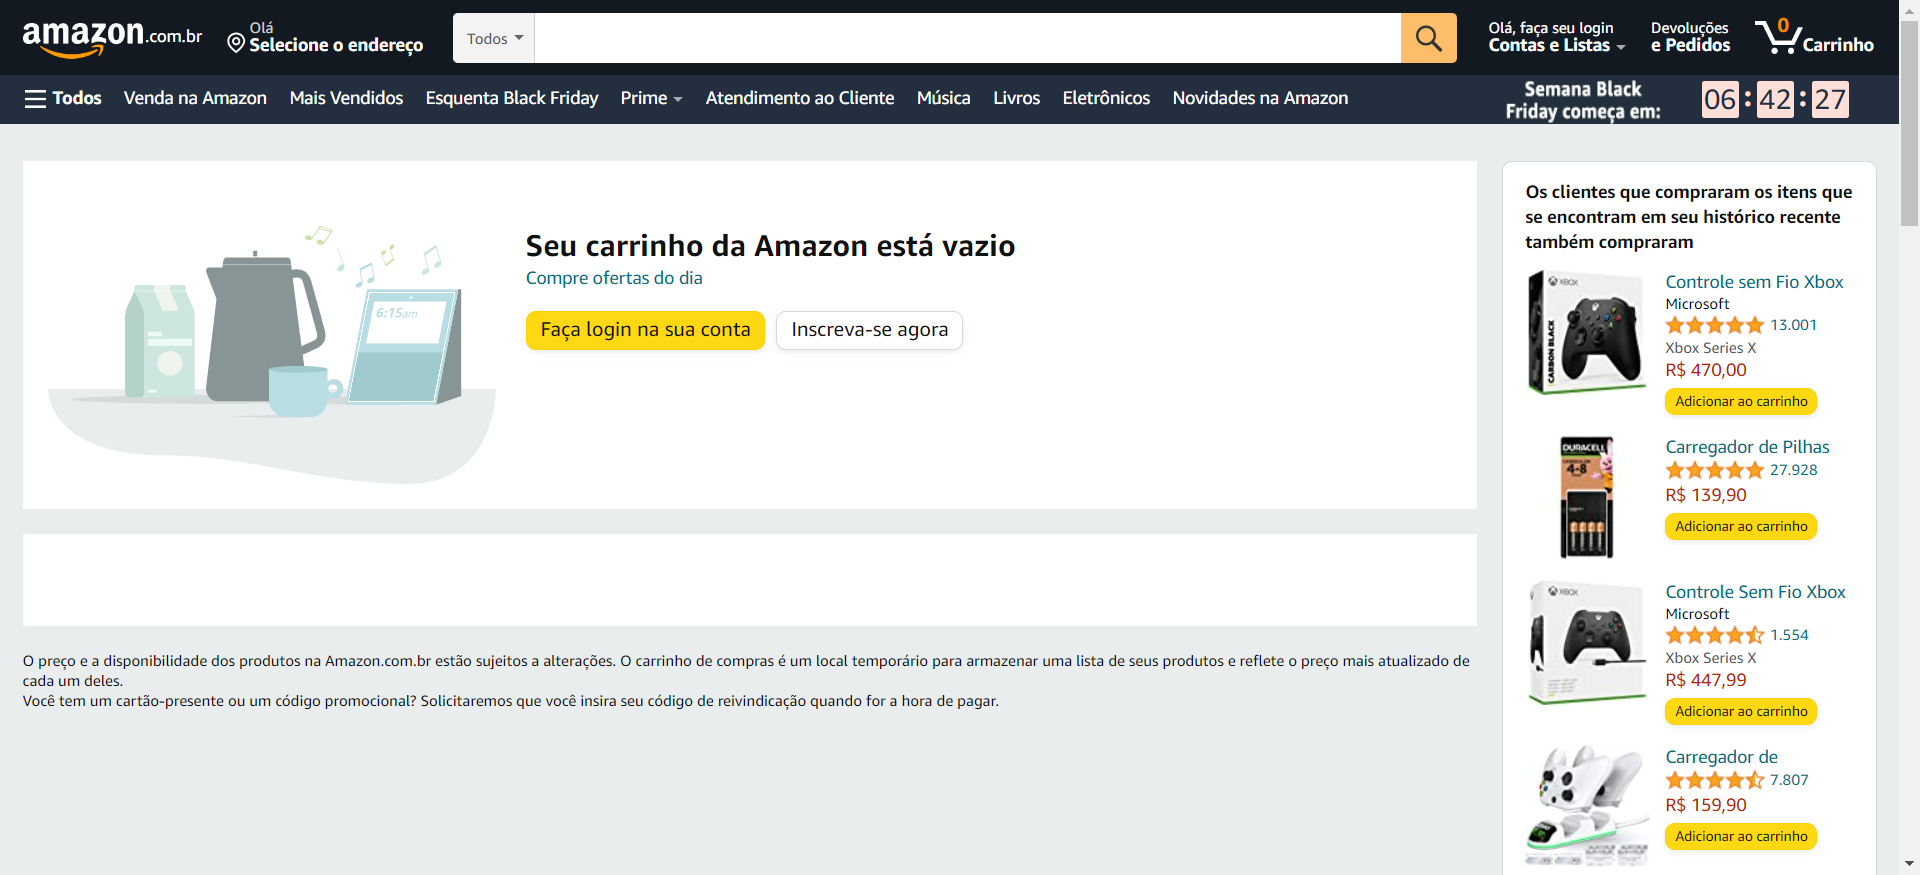 amazon.com.br
Olá
Selecione o endereço
Todos
Olá, faça seu login
Contas e Listas
Devoluções
e Pedidos
0
Carrinho
Todos
Venda na Amazon
Mais Vendidos
Esquenta Black Friday
Prime
Atendimento ao Cliente
Música
Livros
Eletrônicos
Novidades na Amazon
Semana Black
Friday começa em:
06 : 42 : 27
6:15am
Seu carrinho da Amazon está vazio
Compre ofertas do dia
Faça login na sua conta
Inscreva-se agora
O preço e a disponibilidade dos produtos na Amazon.com.br estão sujeitos a alterações. O carrinho de compras é um local temporário para armazenar uma lista de seus produtos e reflete o preço mais atualizado de
cada um deles.
Você tem um cartão-presente ou um código promocional? Solicitaremos que você insira seu código de reivindicação quando for a hora de pagar.
Os clientes que compraram os itens que
se encontram em seu histórico recente
também compraram
XBOX
CARBON BLACK
Controle sem Fio Xbox
Microsoft
13.001
Xbox Series X
R$ 470,00
Adicionar ao carrinho
DURACELL
4-8
Carregador de Pilhas
27.928
R$ 139,90
Adicionar ao carrinho
XBOX
Controle Sem Fio Xbox
Microsoft
1.554
Xbox Series X
R$ 447,99
Adicionar ao carrinho
Carregador de
7.807
R$ 159,90
Adicionar ao carrinho